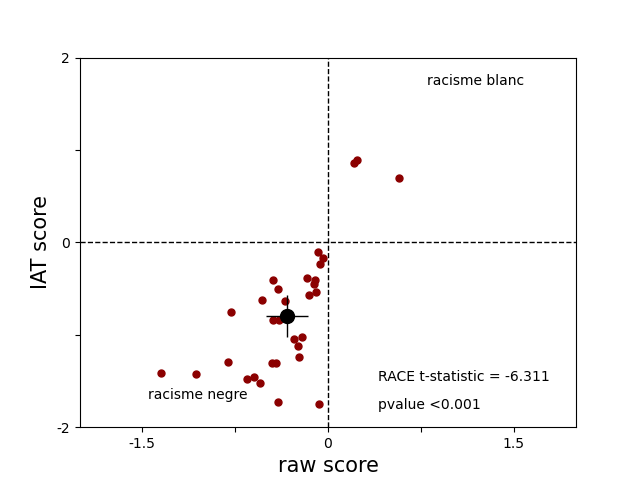 2
racisme blanc
IAT score
0
RACE t-statistic = -6.311
racisme negre
pvalue <0.001
-2
-1.5
0
1.5
raw score